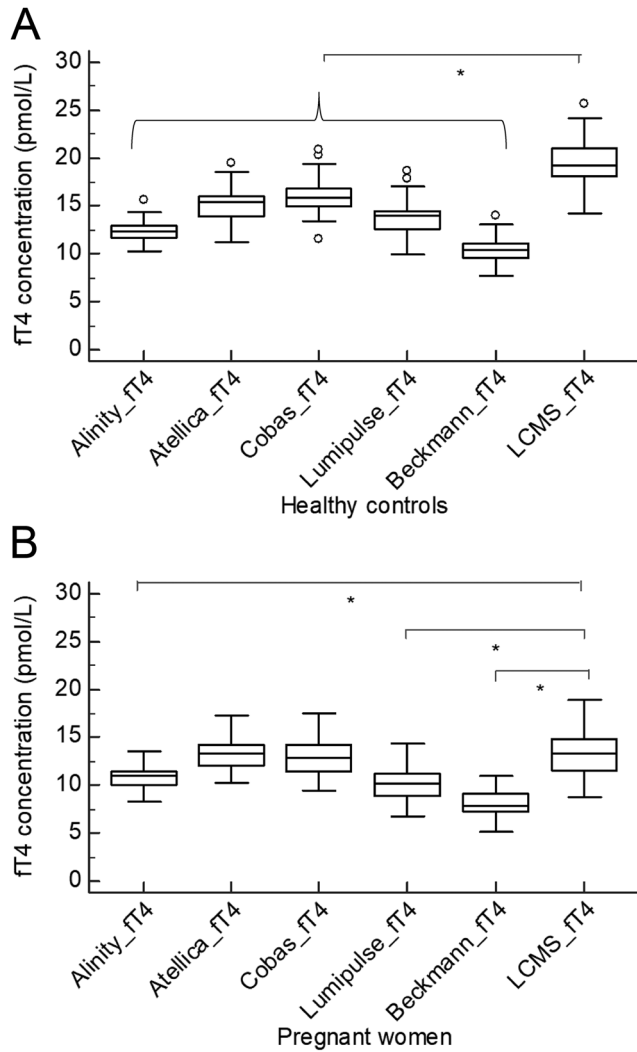 A
fT4 concentration (pmol/L)
30
25
20
15
10
5
0
*
Alinity_fT4
Atellica_fT4
Cobas_fT4
Lumipulse_fT4
Beckmann_fT4
LCMS_fT4
Healthy controls
B
fT4 concentration (pmol/L)
30
25
20
15
10
5
0
*
*
*
Alinity_fT4
Atellica_fT4
Cobas_fT4
Lumipulse_fT4
Beckmann_fT4
LCMS_fT4
Pregnant women